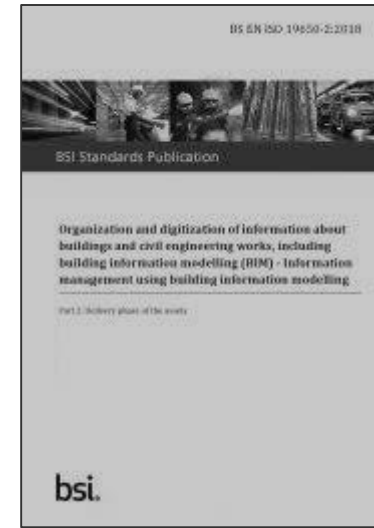 BS EN ISO 19650-2:2018
BSI Standards Publication
Organization and digitization of information about
buildings and civil engineering works, including
building information modelling (BIM) - Information
management using building information modelling
Part 2: Delivery phase of the assets
bsi.